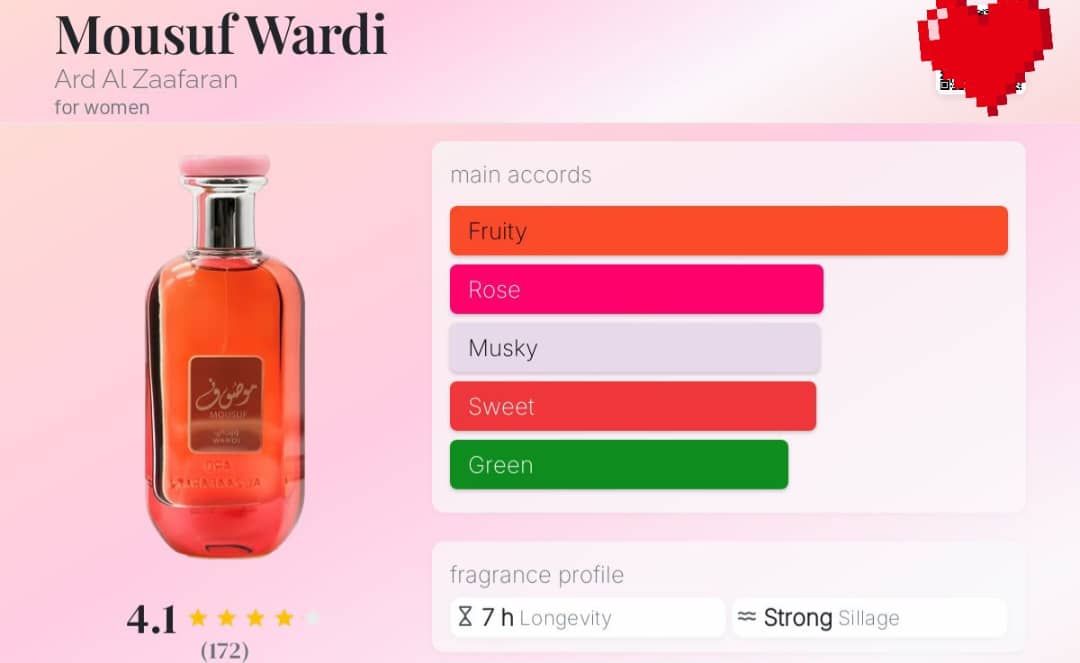 Mousuf Wardi
Ard Al Zaafaran
for women
main accords
Fruity
Rose
Musky
Sweet
Green
موصوف
MOUSUF
WARDI
fragrance profile
7 h Longevity
Strong Sillage
4.1
(172)